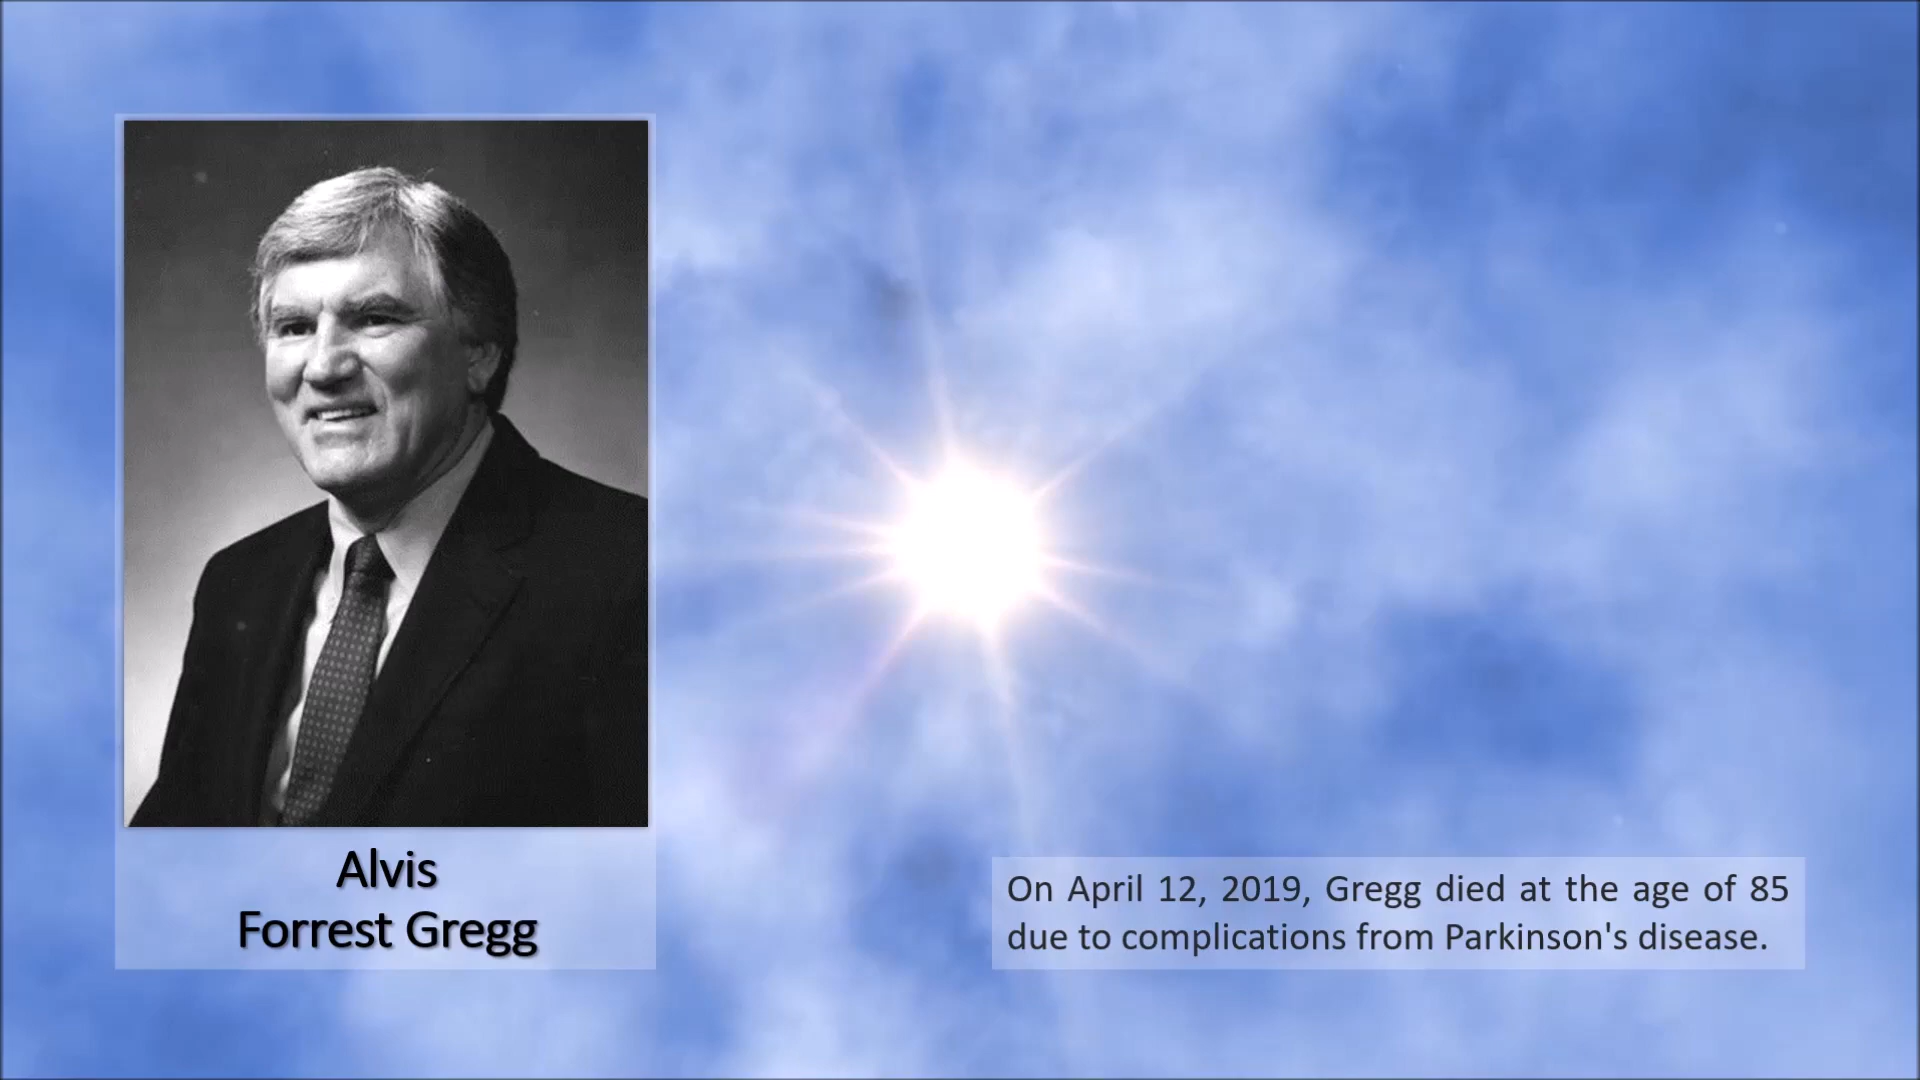 Alvis
Forrest Gregg
On April 12, 2019, Gregg died at the age of 85
due to complications from Parkinson's disease.